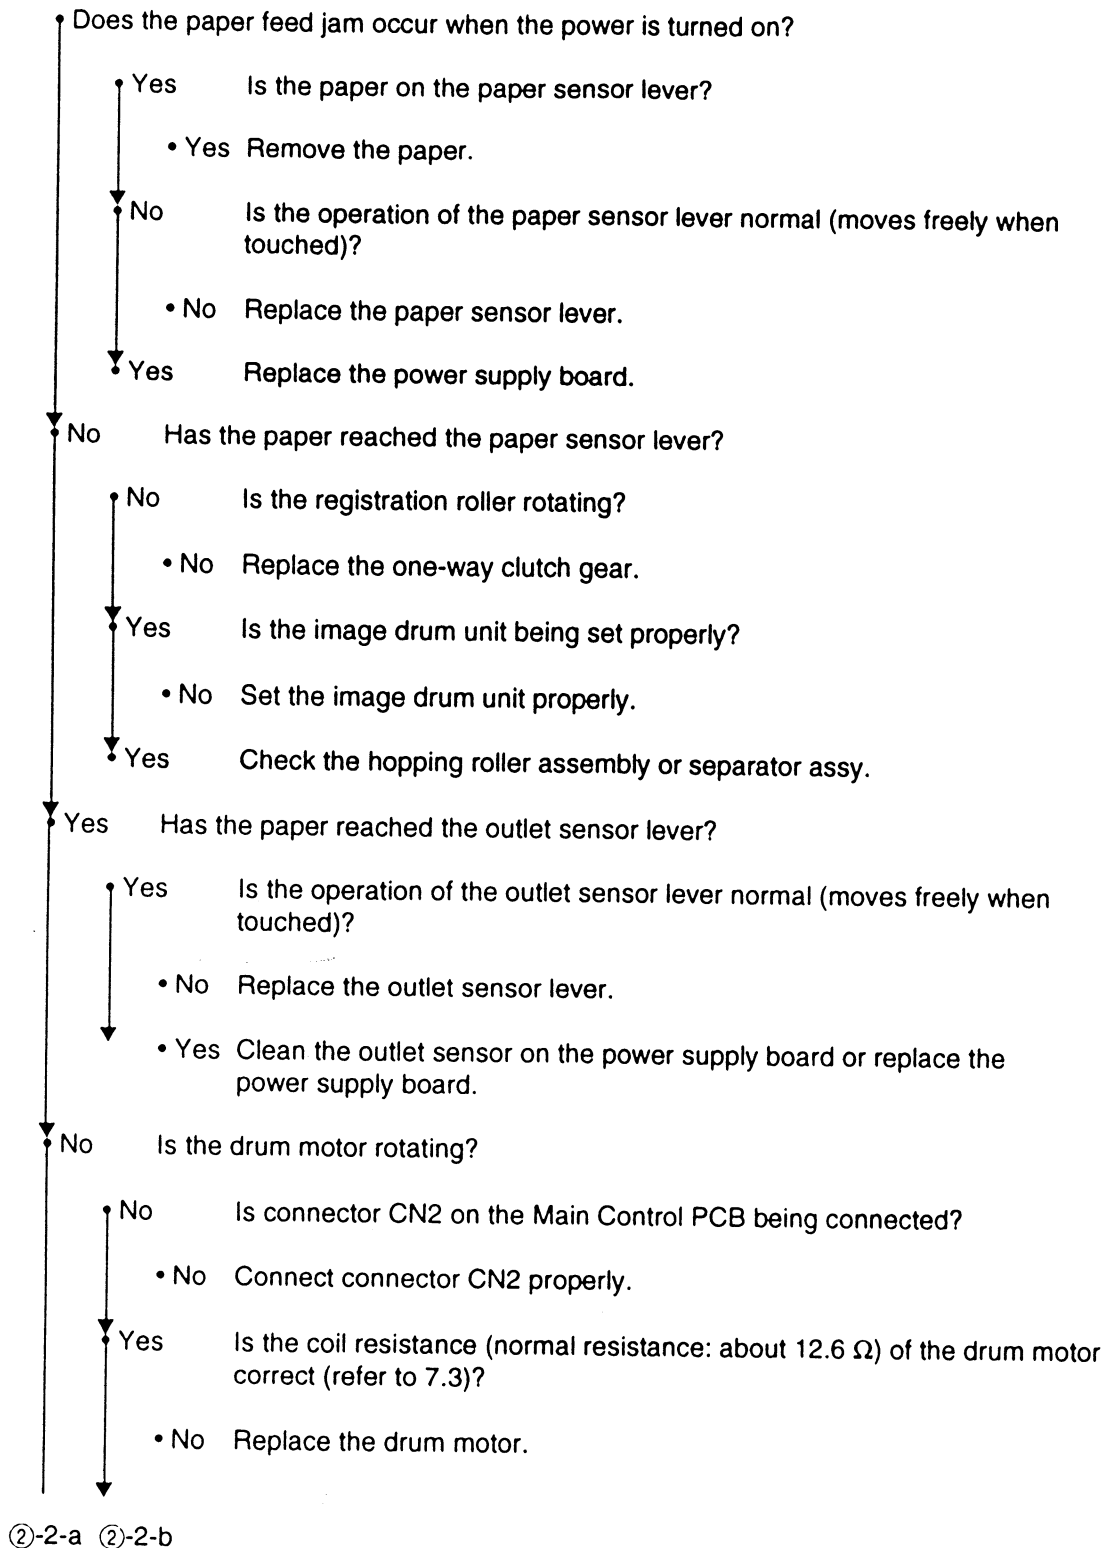 • Does the paper feed jam occur when the power is turned on?
• Yes Is the paper on the paper sensor lever?
• Yes Remove the paper.
• No Is the operation of the paper sensor lever normal (moves freely when
touched)?
• No Replace the paper sensor lever.
• Yes Replace the power supply board.
• No Has the paper reached the paper sensor lever?
• No Is the registration roller rotating?
• No Replace the one-way clutch gear.
• Yes Is the image drum unit being set properly?
• No Set the image drum unit properly.
• Yes Check the hopping roller assembly or separator assy.
• Yes Has the paper reached the outlet sensor lever?
• Yes Is the operation of the outlet sensor lever normal (moves freely when
touched)?
• No Replace the outlet sensor lever.
• Yes Clean the outlet sensor on the power supply board or replace the
power supply board.
• No Is the drum motor rotating?
• No Is connector CN2 on the Main Control PCB being connected?
• No Connect connector CN2 properly.
• Yes Is the coil resistance (normal resistance: about 12.6 Ω) of the drum motor
correct (refer to 7.3)?
• No Replace the drum motor.
②-2-a ②-2-b